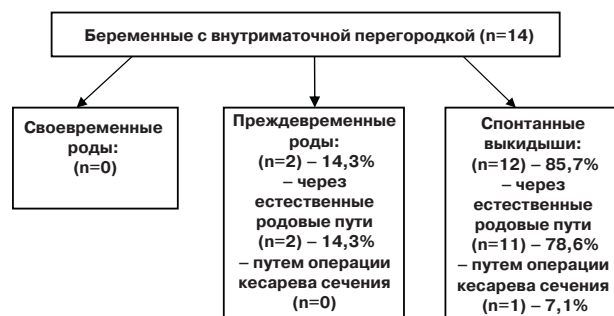 Беременные с внутриматочной перегородкой (n=14)
Своевременные
роды:
(n=0)
Преждевременные
роды:
(n=2) – 14,3%
– через
естественные
родовые пути
(n=2) – 14,3%
– путем операции
кесарева сечения
(n=0)
Спонтанные
выкидыши:
(n=12) – 85,7%
– через
естественные
родовые пути
(n=11) – 78,6%
– путем операции
кесарева сечения
(n=1) – 7,1%